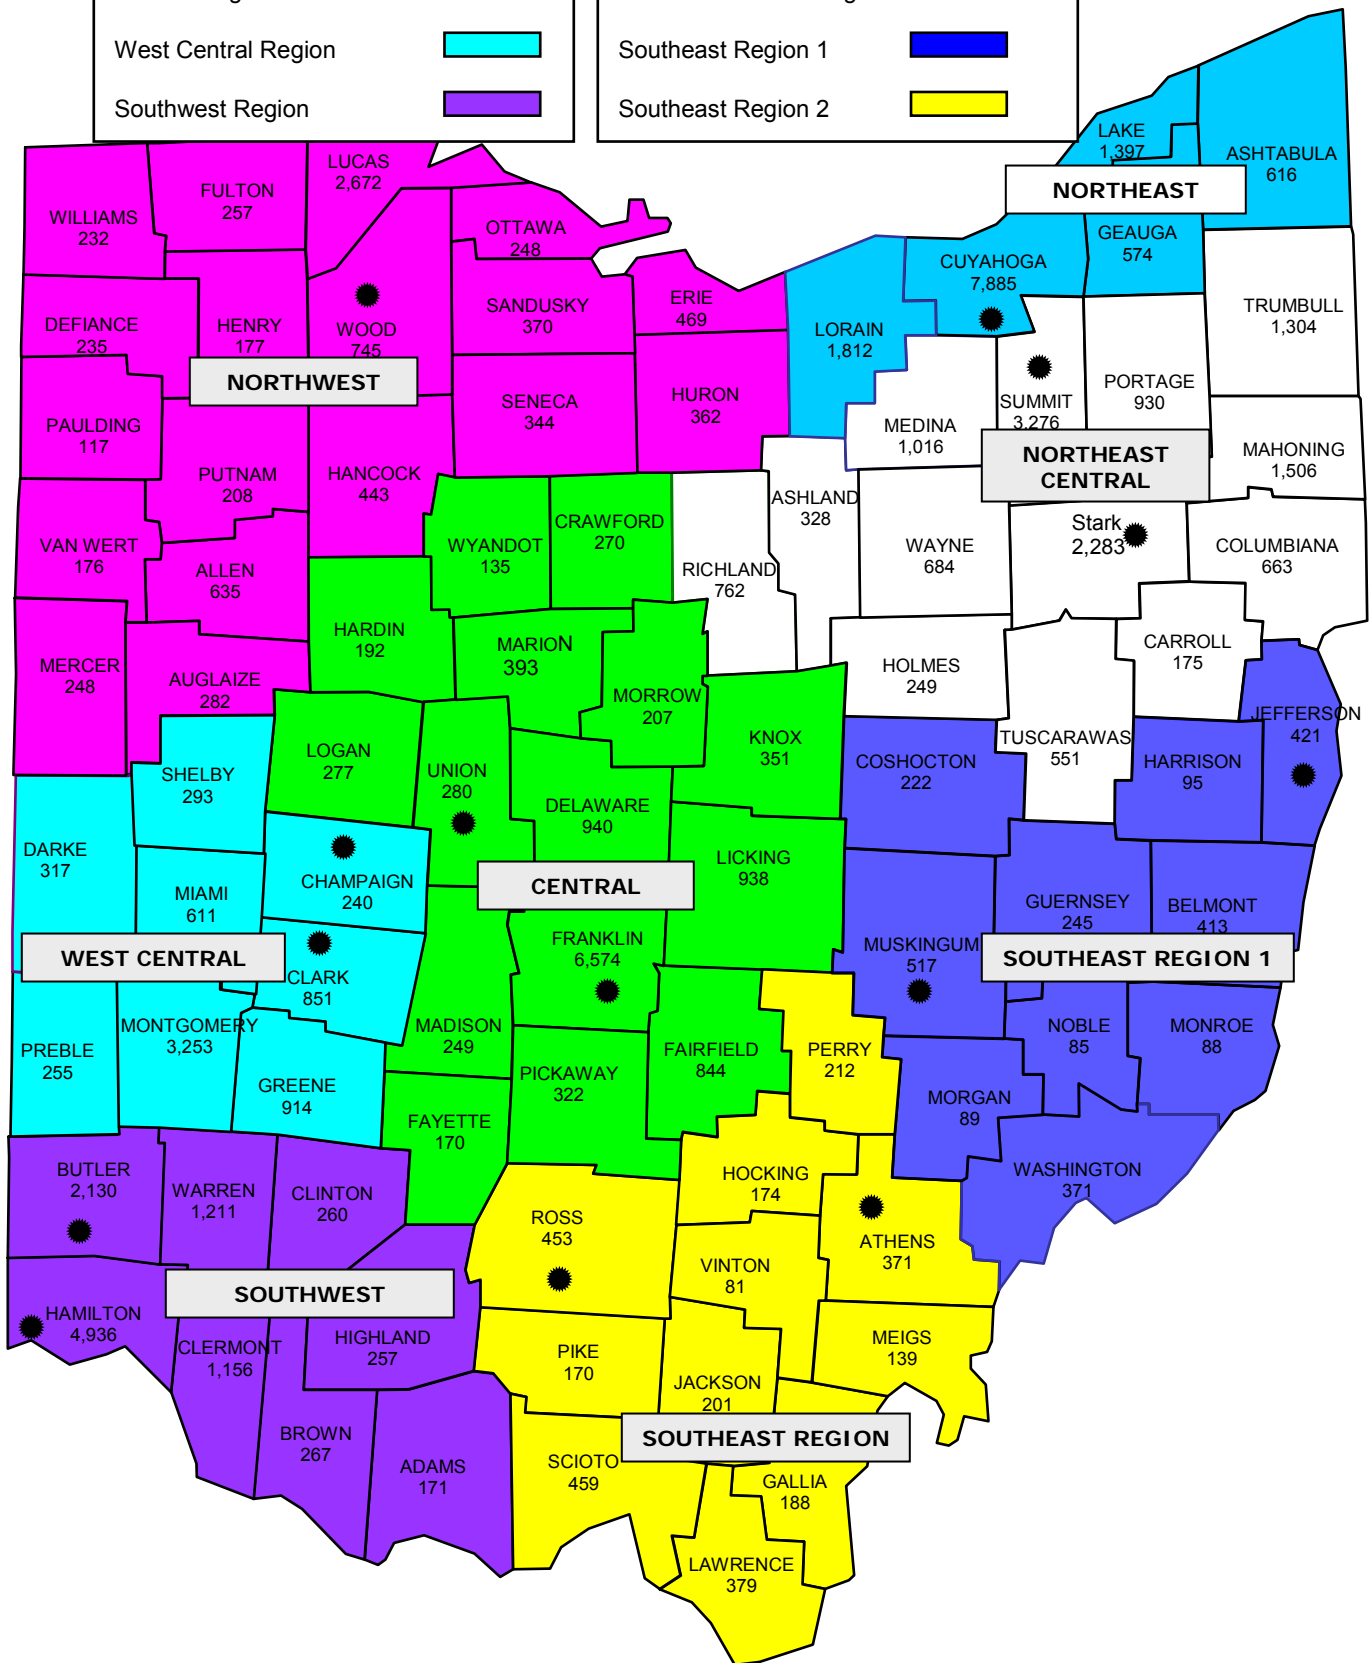 West Central Region
Southeast Region 1
Southwest Region
Southeast Region 2
LAKE
1,397
ASHTABULA
616
NORTHEAST
GEAUGA
574
CUYAHOGA
7,885
LORAIN
1,812
LUCAS
2,672
FULTON
257
WILLIAMS
232
OTTAWA
248
DEFIANCE
235
HENRY
177
WOOD
745
SANDUSKY
370
ERIE
469
NORTHWEST
PAULDING
117
PUTNAM
208
HANCOCK
443
SENECA
344
HURON
362
VAN WERT
176
ALLEN
635
MERCER
248
AUGLAIZE
282
TRUMBULL
1,304
SUMMIT
3,276
PORTAGE
930
MEDINA
1,016
NORTHEAST
CENTRAL
MAHONING
1,506
ASHLAND
328
RICHLAND
762
WAYNE
684
Stark
2,283
COLUMBIANA
663
HOLMES
249
CARROLL
175
TUSCARAWAS
551
WYANDOT
135
CRAWFORD
270
HARDIN
192
MARION
393
MORROW
207
LOGAN
277
UNION
280
KNOX
351
DELAWARE
940
LICKING
938
CENTRAL
FRANKLIN
6,574
MADISON
249
PICKAWAY
322
FAIRFIELD
844
FAYETTE
170
SHELBY
293
DARKE
317
MIAMI
611
CHAMPAIGN
240
WEST CENTRAL
CLARK
851
PREBLE
255
MONTGOMERY
3,253
GREENE
914
JEFFERSON
421
COSHOCTON
222
HARRISON
95
GUERNSEY
245
BELMONT
413
MUSKINGUM
517
SOUTHEAST REGION 1
NOBLE
85
MONROE
88
MORGAN
89
WASHINGTON
371
BUTLER
2,130
WARREN
1,211
CLINTON
260
SOUTHWEST
HAMILTON
4,936
CLERMONT
1,156
HIGHLAND
257
BROWN
267
ADAMS
171
PERRY
212
HOCKING
174
ROSS
453
ATHENS
371
VINTON
81
PIKE
170
MEIGS
139
JACKSON
201
SOUTHEAST REGION
SCIOTO
459
GALLIA
188
LAWRENCE
379